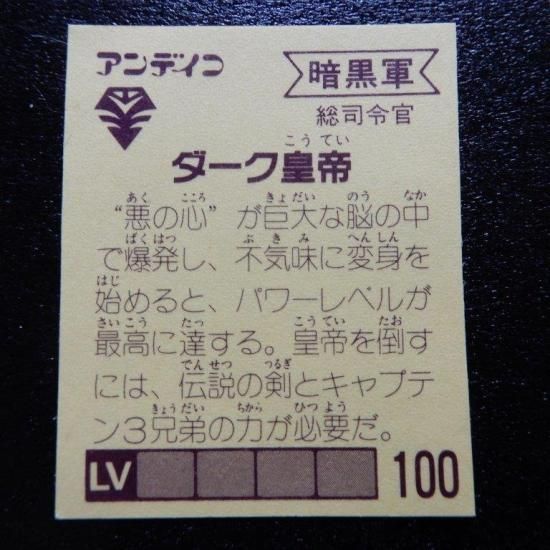 アンデイコ
暗黒軍
総司令官
こう てい
ダーク皇帝
あく こころ きょ だい のう なか
“悪の心”が巨大な脳の中
ばく はつ ぶ き み へん しん
で爆発し、不気味に変身を
はじ
始めると、パワーレベルが
さい こう たっ こう てい たお
最高に達する。皇帝を倒す
でん せつ つるぎ
には、伝説の剣とキャプテ
きょう だい ちから ひつ よう
ン3兄弟の力が必要だ。
LV
100